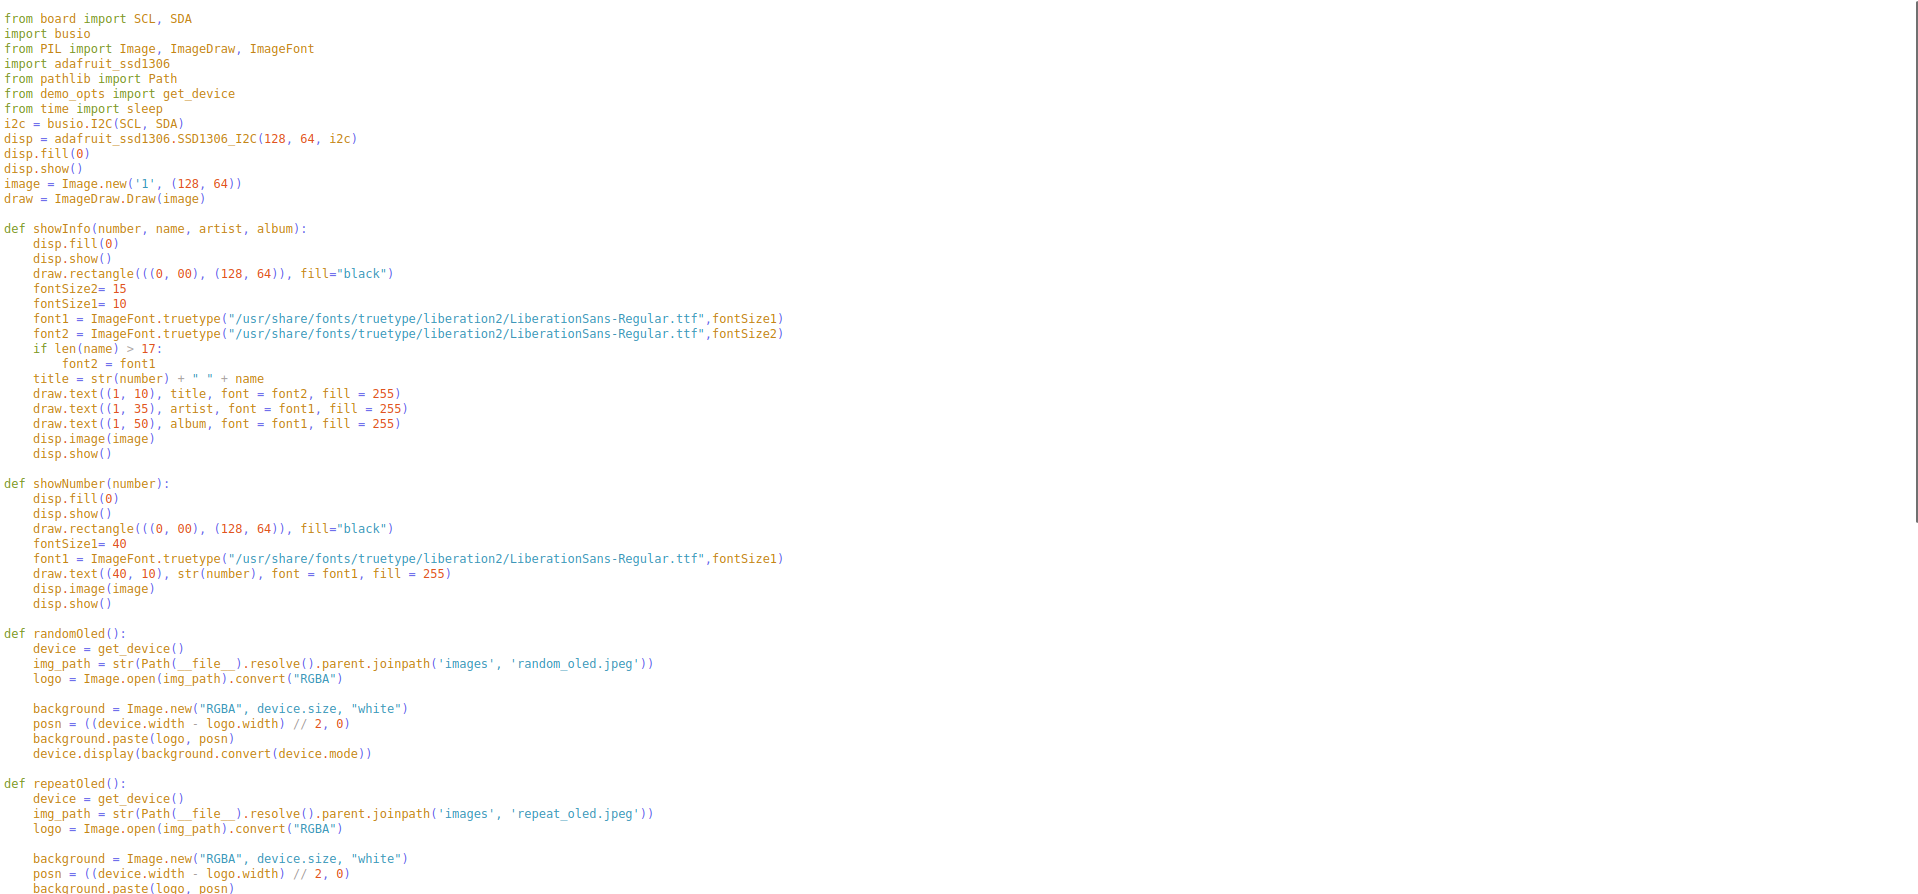 from board import SCL, SDA
import busio
from PIL import Image, ImageDraw, ImageFont
import adafruit_ssd1306
from pathlib import Path
from demo_opts import get_device
from time import sleep
i2c = busio.I2C(SCL, SDA)
disp = adafruit_ssd1306.SSD1306_I2C(128, 64, i2c)
disp.fill(0)
disp.show()
image = Image.new('1', (128, 64))
draw = ImageDraw.Draw(image)

def showInfo(number, name, artist, album):
    disp.fill(0)
    disp.show()
    draw.rectangle(((0, 00), (128, 64)), fill="black")
    fontSize2= 15
    fontSize1= 10
    font1 = ImageFont.truetype("/usr/share/fonts/truetype/liberation2/LiberationSans-Regular.ttf",fontSize1)
    font2 = ImageFont.truetype("/usr/share/fonts/truetype/liberation2/LiberationSans-Regular.ttf",fontSize2)
    if len(name) > 17:
        font2 = font1
    title = str(number) + " " + name
    draw.text((1, 10), title, font = font2, fill = 255)
    draw.text((1, 35), artist, font = font1, fill = 255)
    draw.text((1, 50), album, font = font1, fill = 255)
    disp.image(image)
    disp.show()

def showNumber(number):
    disp.fill(0)
    disp.show()
    draw.rectangle(((0, 00), (128, 64)), fill="black")
    fontSize1= 40
    font1 = ImageFont.truetype("/usr/share/fonts/truetype/liberation2/LiberationSans-Regular.ttf",fontSize1)
    draw.text((40, 10), str(number), font = font1, fill = 255)
    disp.image(image)
    disp.show()

def randomOled():
    device = get_device()
    img_path = str(Path(__file__).resolve().parent.joinpath('images', 'random_oled.jpeg'))
    logo = Image.open(img_path).convert("RGBA")

    background = Image.new("RGBA", device.size, "white")
    posn = ((device.width - logo.width) // 2, 0)
    background.paste(logo, posn)
    device.display(background.convert(device.mode))

def repeatOled():
    device = get_device()
    img_path = str(Path(__file__).resolve().parent.joinpath('images', 'repeat_oled.jpeg'))
    logo = Image.open(img_path).convert("RGBA")

    background = Image.new("RGBA", device.size, "white")
    posn = ((device.width - logo.width) // 2, 0)
    background.paste(logo, posn)